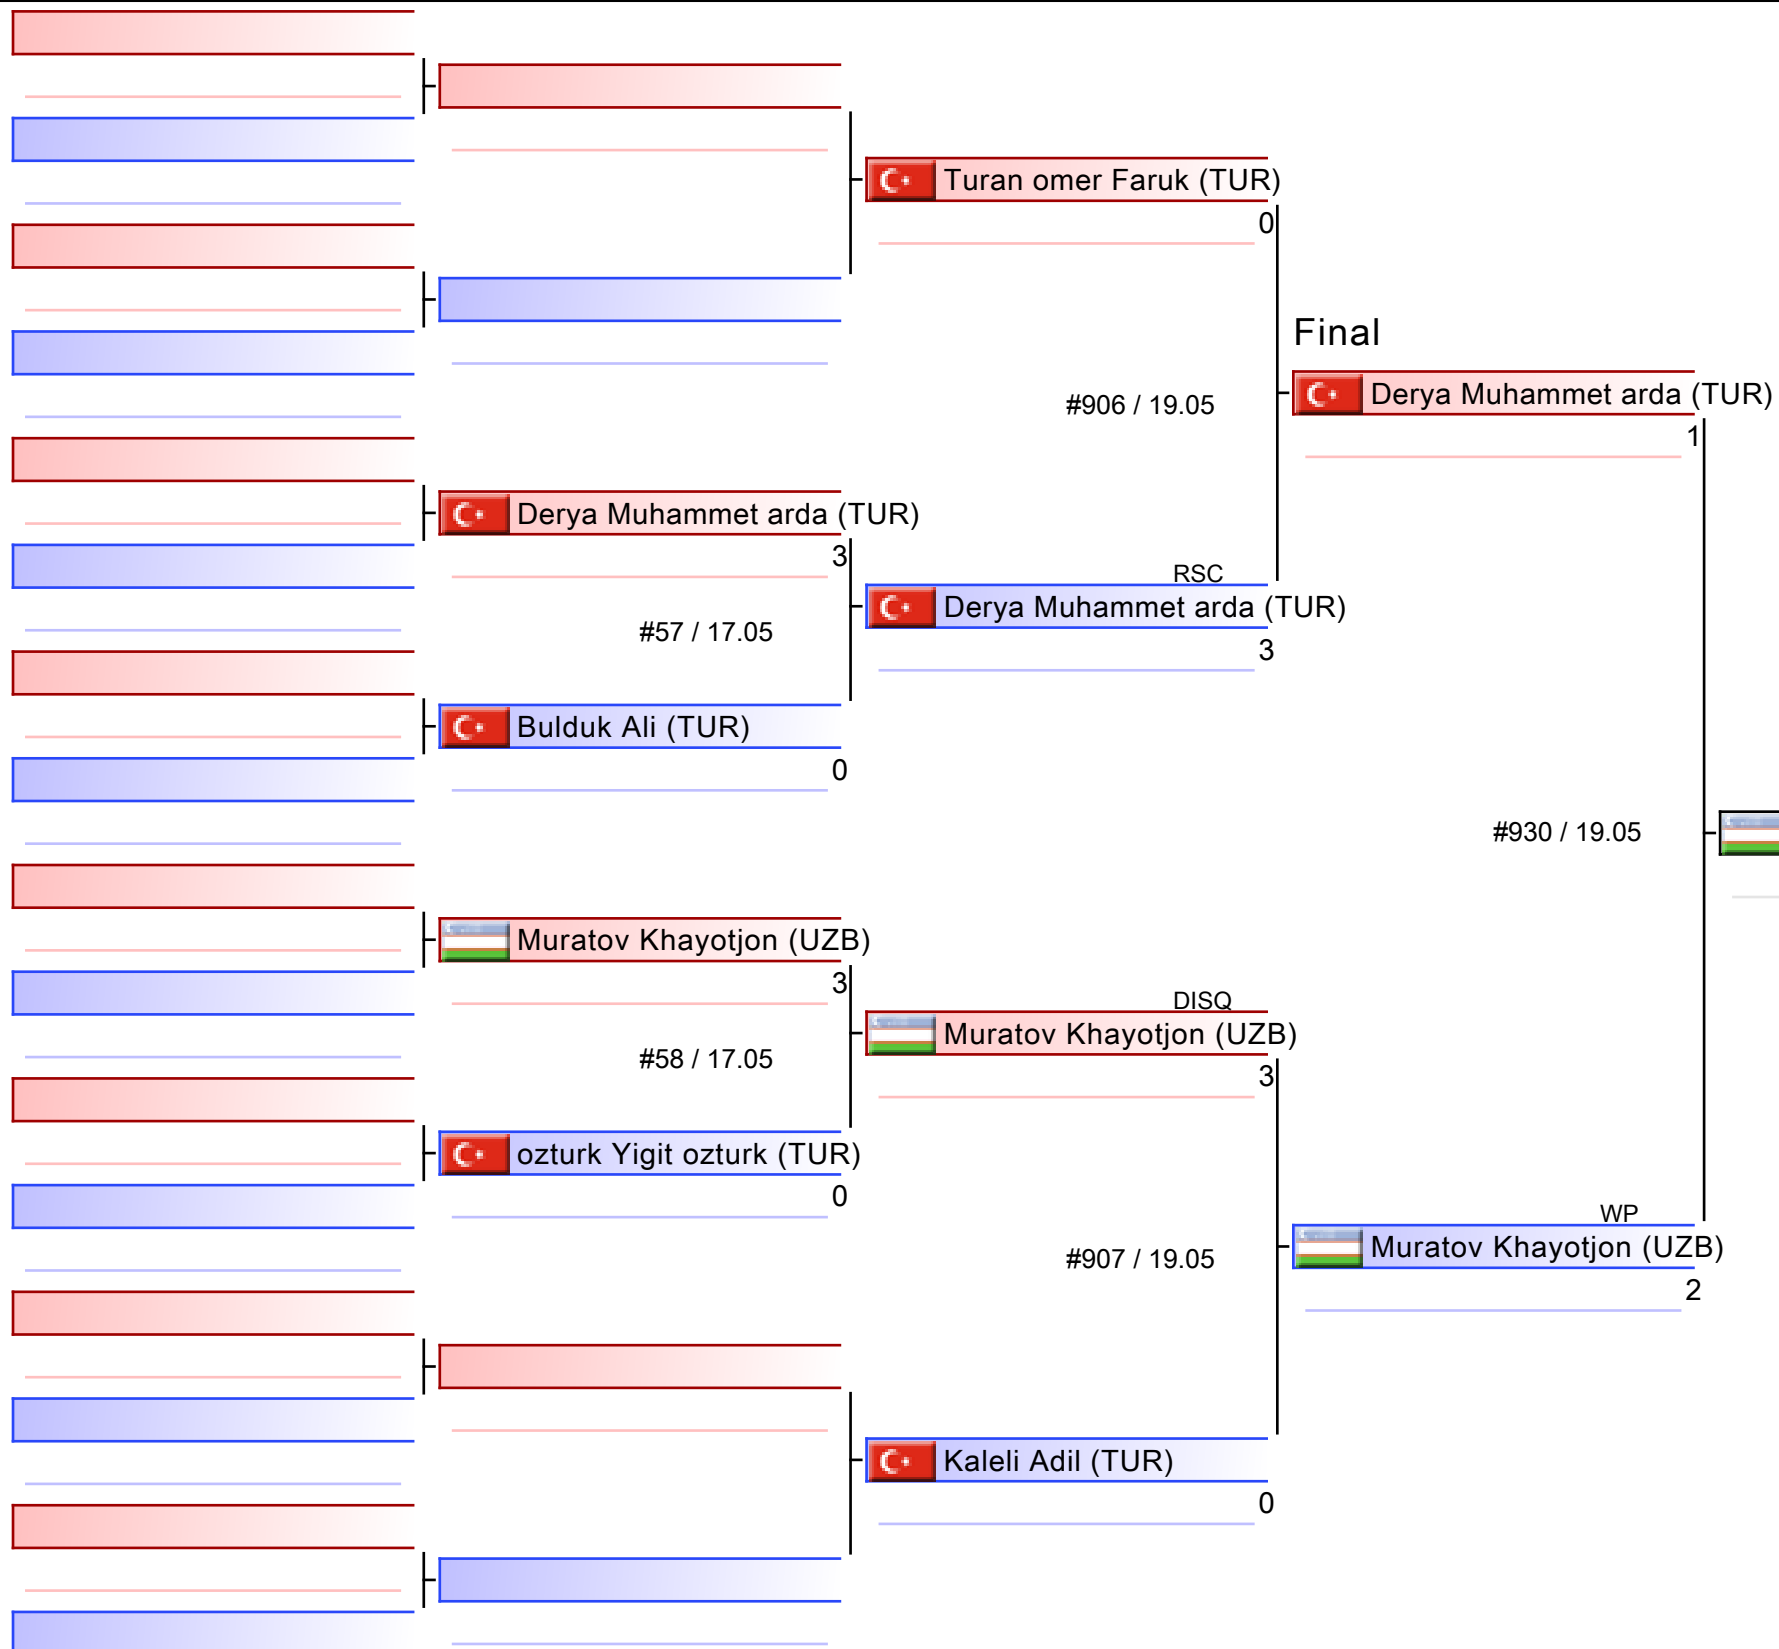 Turan omer Faruk (TUR)
0
Final
#906 / 19.05
Derya Muhammet arda (TUR)
1
Derya Muhammet arda (TUR)
3
RSC
Derya Muhammet arda (TUR)
#57 / 17.05
3
Bulduk Ali (TUR)
0
#930 / 19.05
Muratov Khayotjon (UZB)
3
DISQ
Muratov Khayotjon (UZB)
#58 / 17.05
3
ozturk Yigit ozturk (TUR)
0
WP
#907 / 19.05
Muratov Khayotjon (UZB)
2
Kaleli Adil (TUR)
0